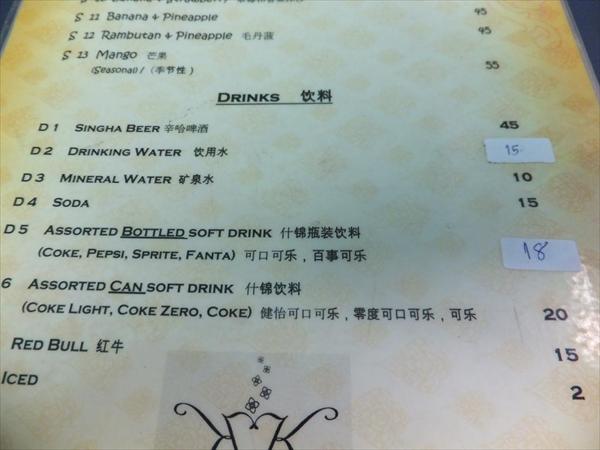 S 11 Banana + Pineapple 45
S 12 Rambutan + Pineapple 毛丹菠 45
S 13 Mango 芒果 55
(Seasonal) / (季节性)
DRINKS 饮料
D 1 SINGHA BEER 辛哈啤酒 45
D 2 DRINKING WATER 饮用水 15
D 3 MINERAL WATER 矿泉水 10
D 4 SODA 15
D 5 ASSORTED BOTTLED SOFT DRINK 什锦瓶装饮料 18
(COKE, PEPSI, SPRITE, FANTA) 可口可乐,百事可乐
6 ASSORTED CAN SOFT DRINK 什锦饮料
(COKE LIGHT, COKE ZERO, COKE) 健怡可口可乐,零度可口可乐,可乐 20
RED BULL 红牛 15
ICED 2